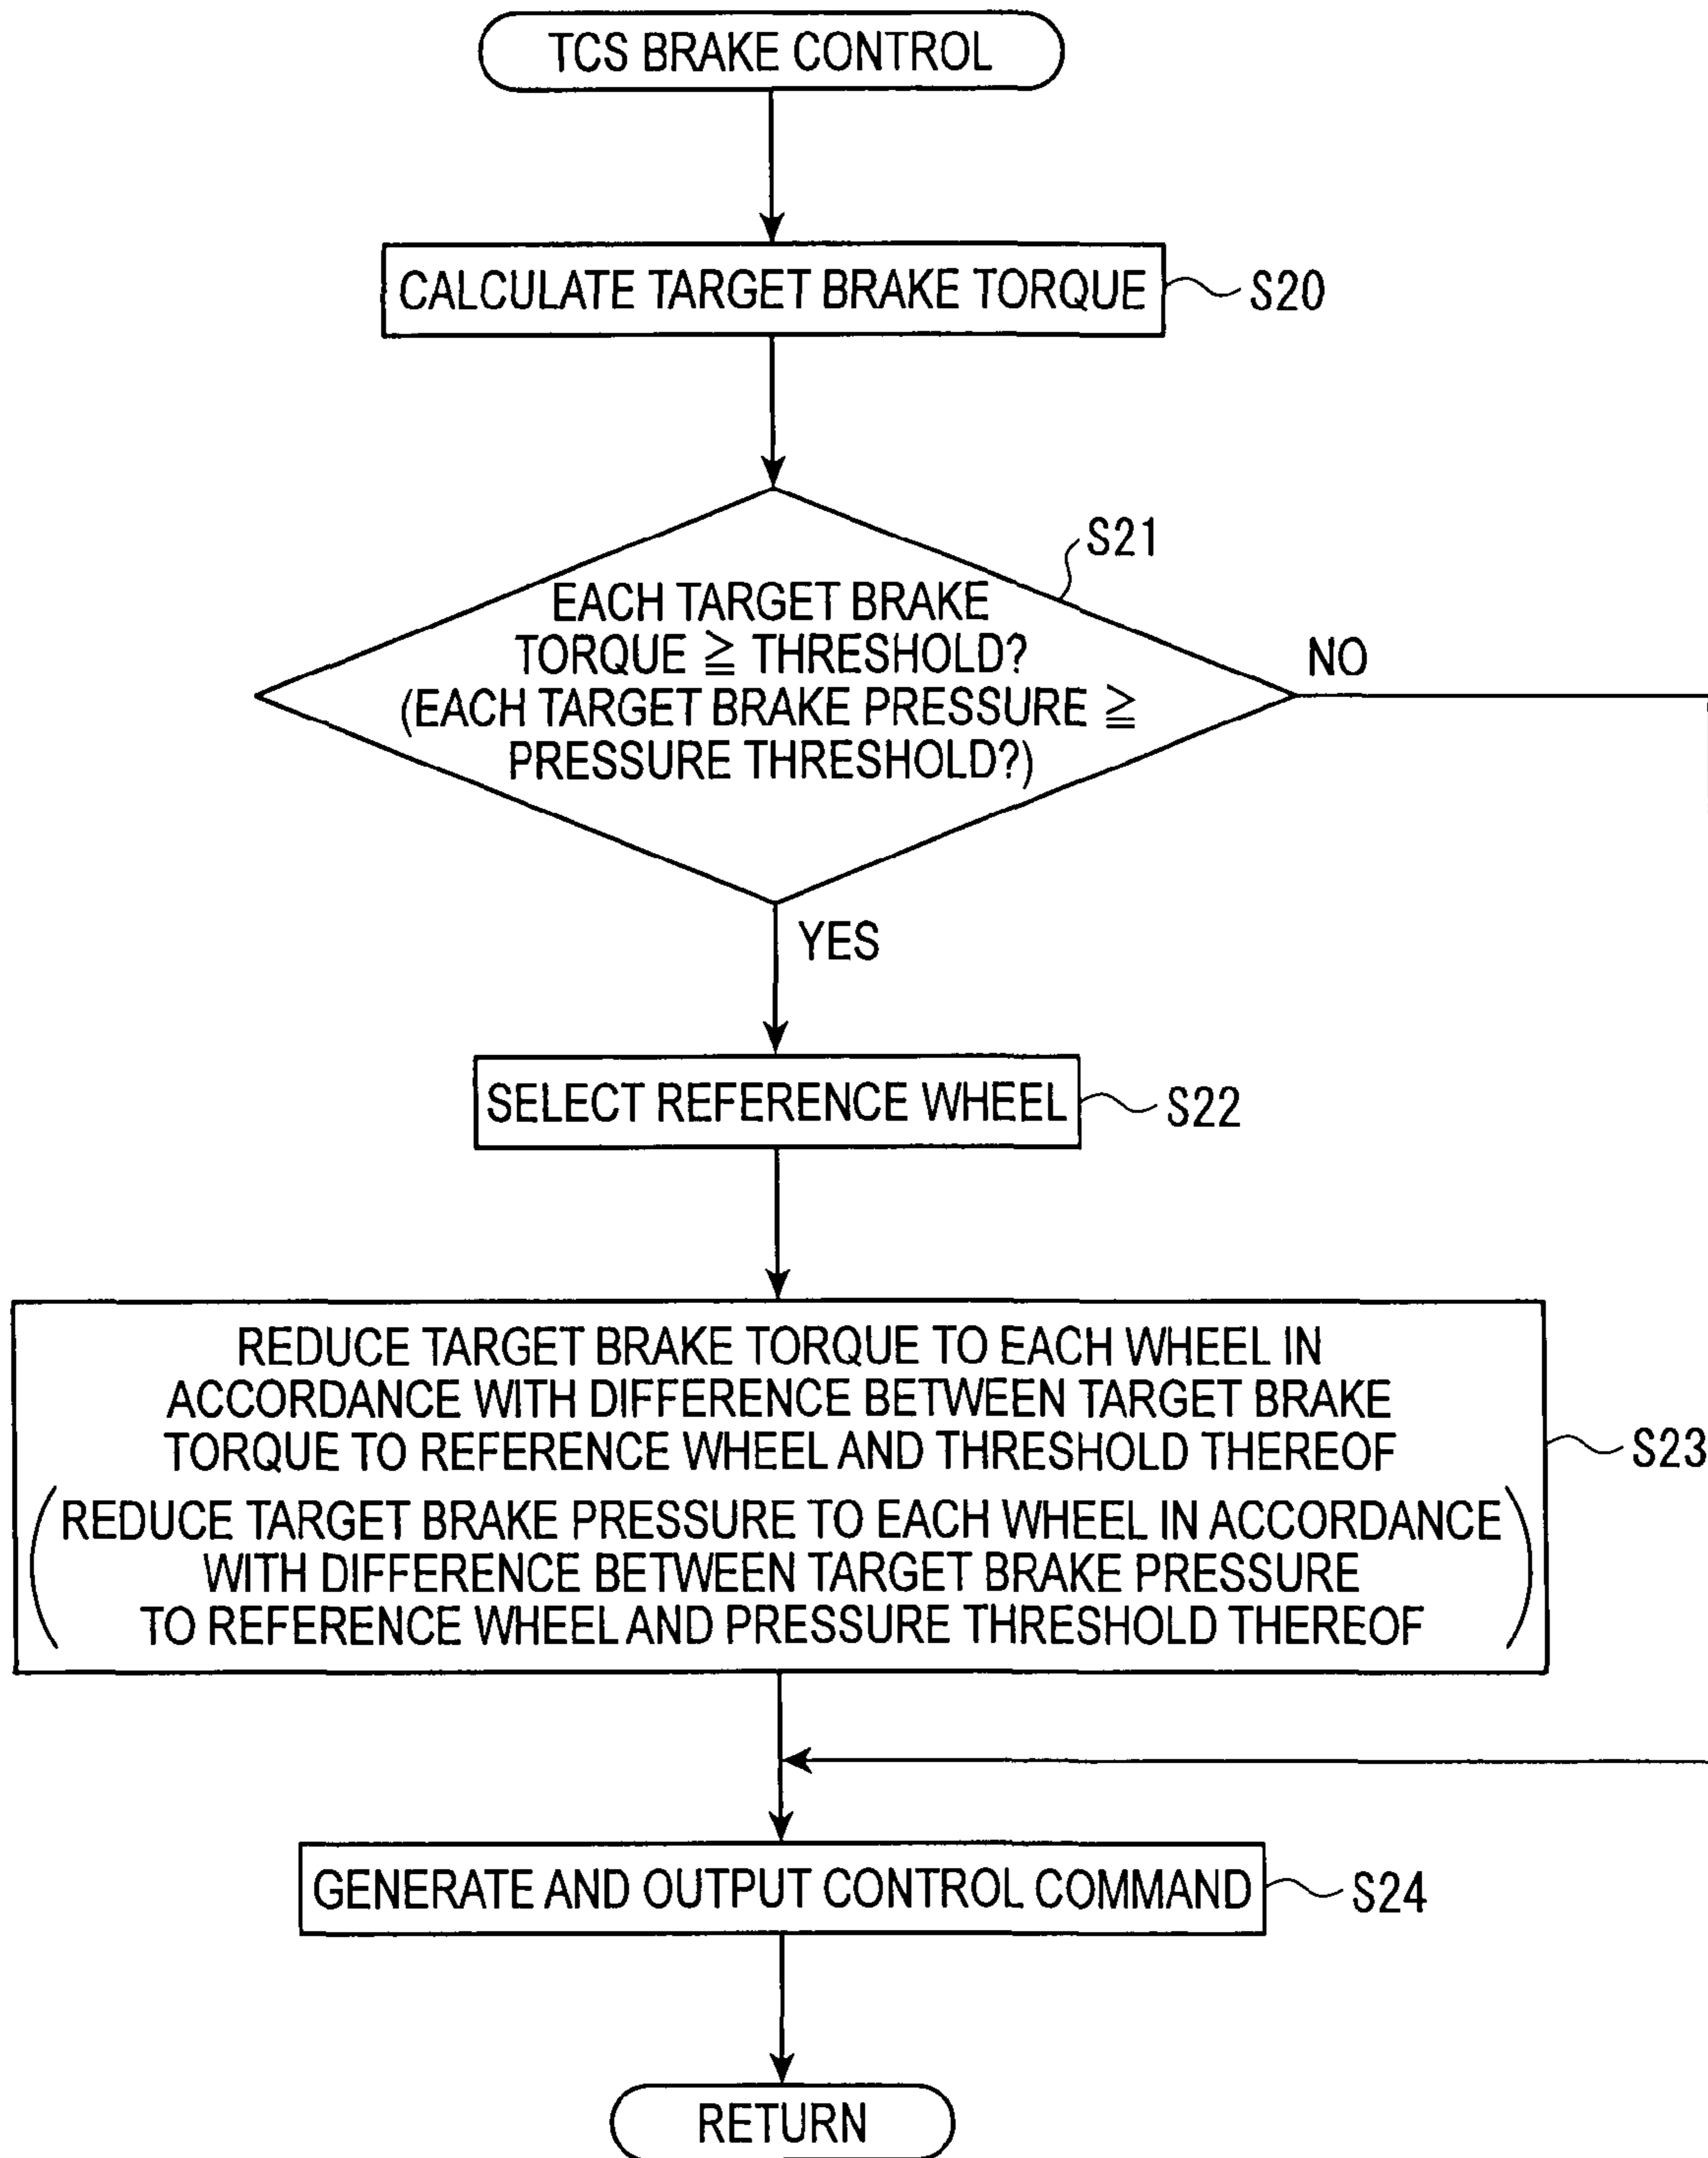 TCS BRAKE CONTROL
CALCULATE TARGET BRAKE TORQUE
S20
S21
EACH TARGET BRAKE
TORQUE ≧ THRESHOLD?
(EACH TARGET BRAKE PRESSURE ≧
PRESSURE THRESHOLD?)
NO
YES
SELECT REFERENCE WHEEL
S22
REDUCE TARGET BRAKE TORQUE TO EACH WHEEL IN
ACCORDANCE WITH DIFFERENCE BETWEEN TARGET BRAKE
TORQUE TO REFERENCE WHEEL AND THRESHOLD THEREOF
S23
(REDUCE TARGET BRAKE PRESSURE TO EACH WHEEL IN ACCORDANCE
WITH DIFFERENCE BETWEEN TARGET BRAKE PRESSURE
TO REFERENCE WHEEL AND PRESSURE THRESHOLD THEREOF)
GENERATE AND OUTPUT CONTROL COMMAND
S24
RETURN